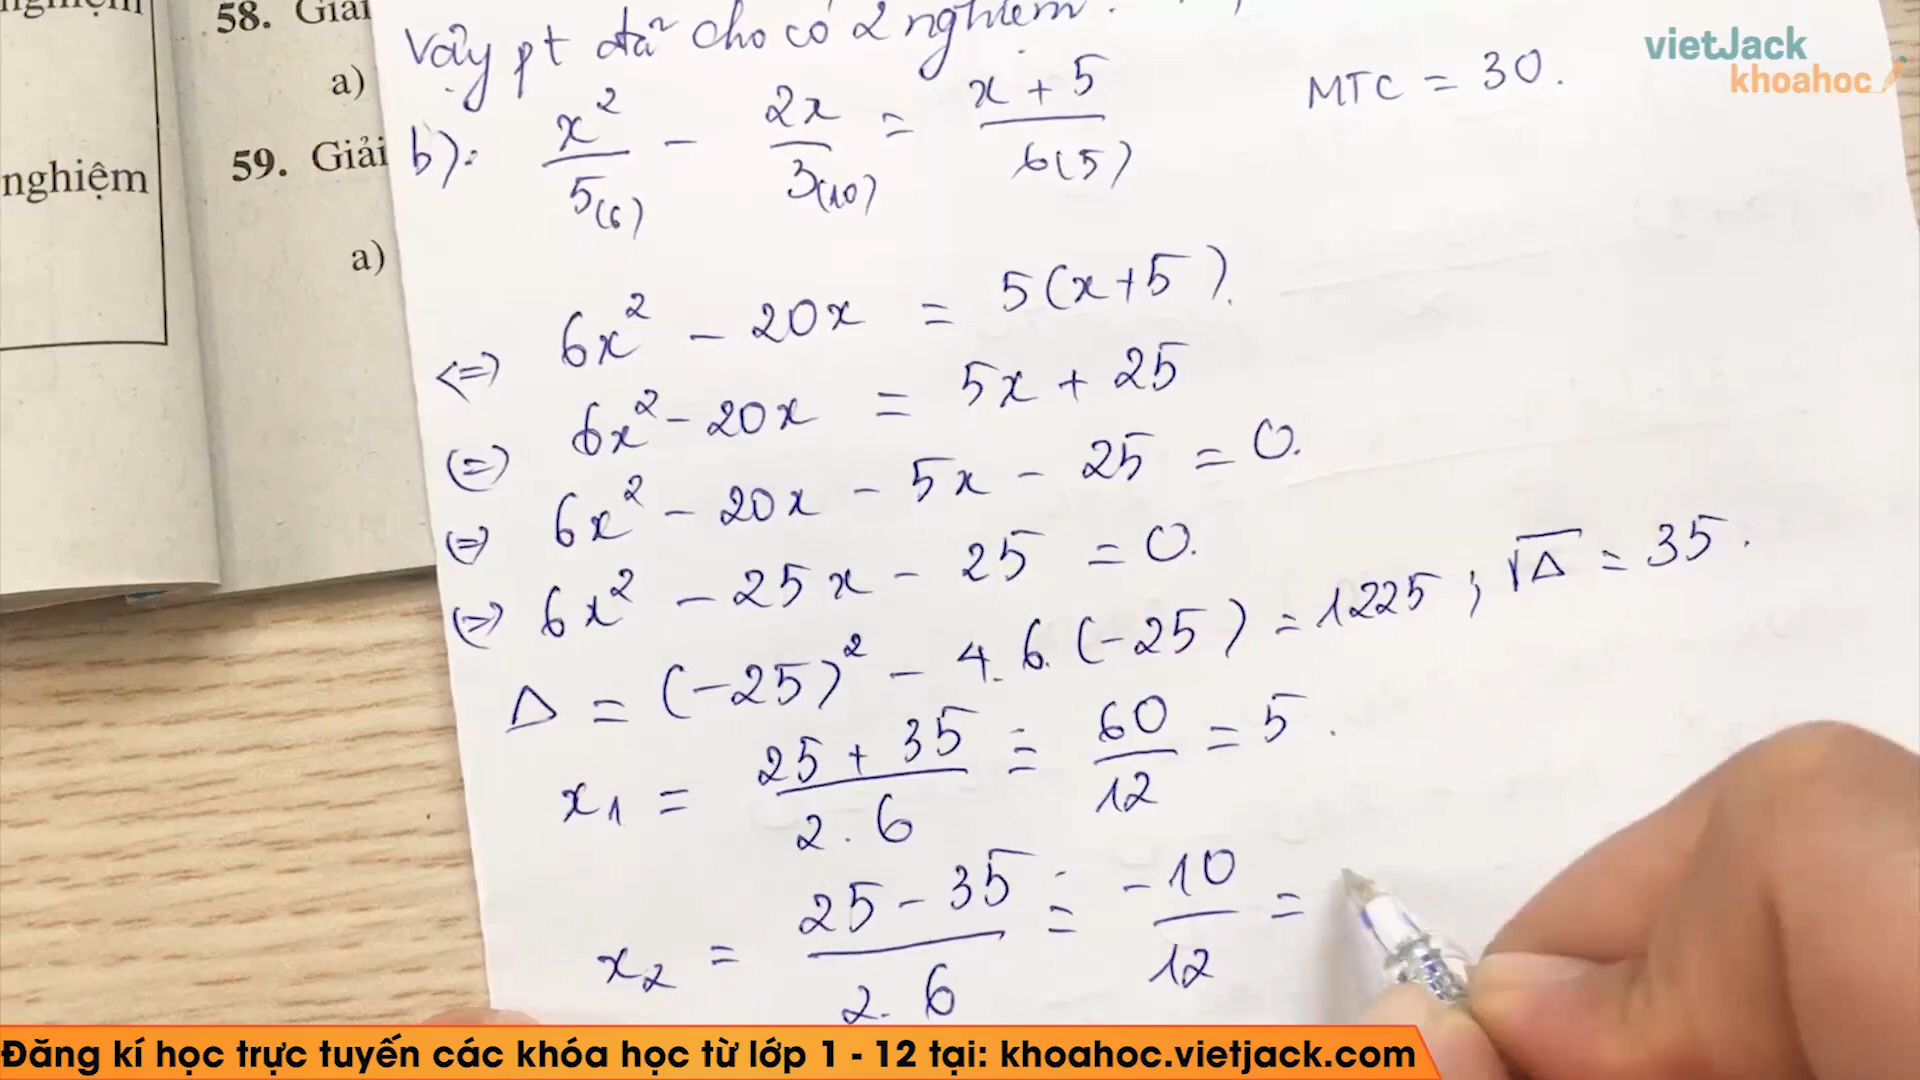 58. Giải
a)
59. Giải
a)
nghiệm
nghiệm
vietJack
khoahoc
Vậy pt đã cho có 2 nghiệm.
b): x²/5(6) - 2x/3(10) = x + 5/6(5) MTC = 30.
<=> 6x² - 20x = 5(x+5).
(=) 6x² - 20x = 5x + 25
(=) 6x² - 20x - 5x - 25 = 0.
(=) 6x² - 25x - 25 = 0.
Δ = (-25)² - 4.6.(-25) = 1225 ; √Δ = 35.
x₁ = 25 + 35/2.6 = 60/12 = 5.
x₂ = 25 - 35/2.6 = -10/12 =
Đăng kí học trực tuyến các khóa học từ lớp 1 - 12 tại: khoahoc.vietjack.com